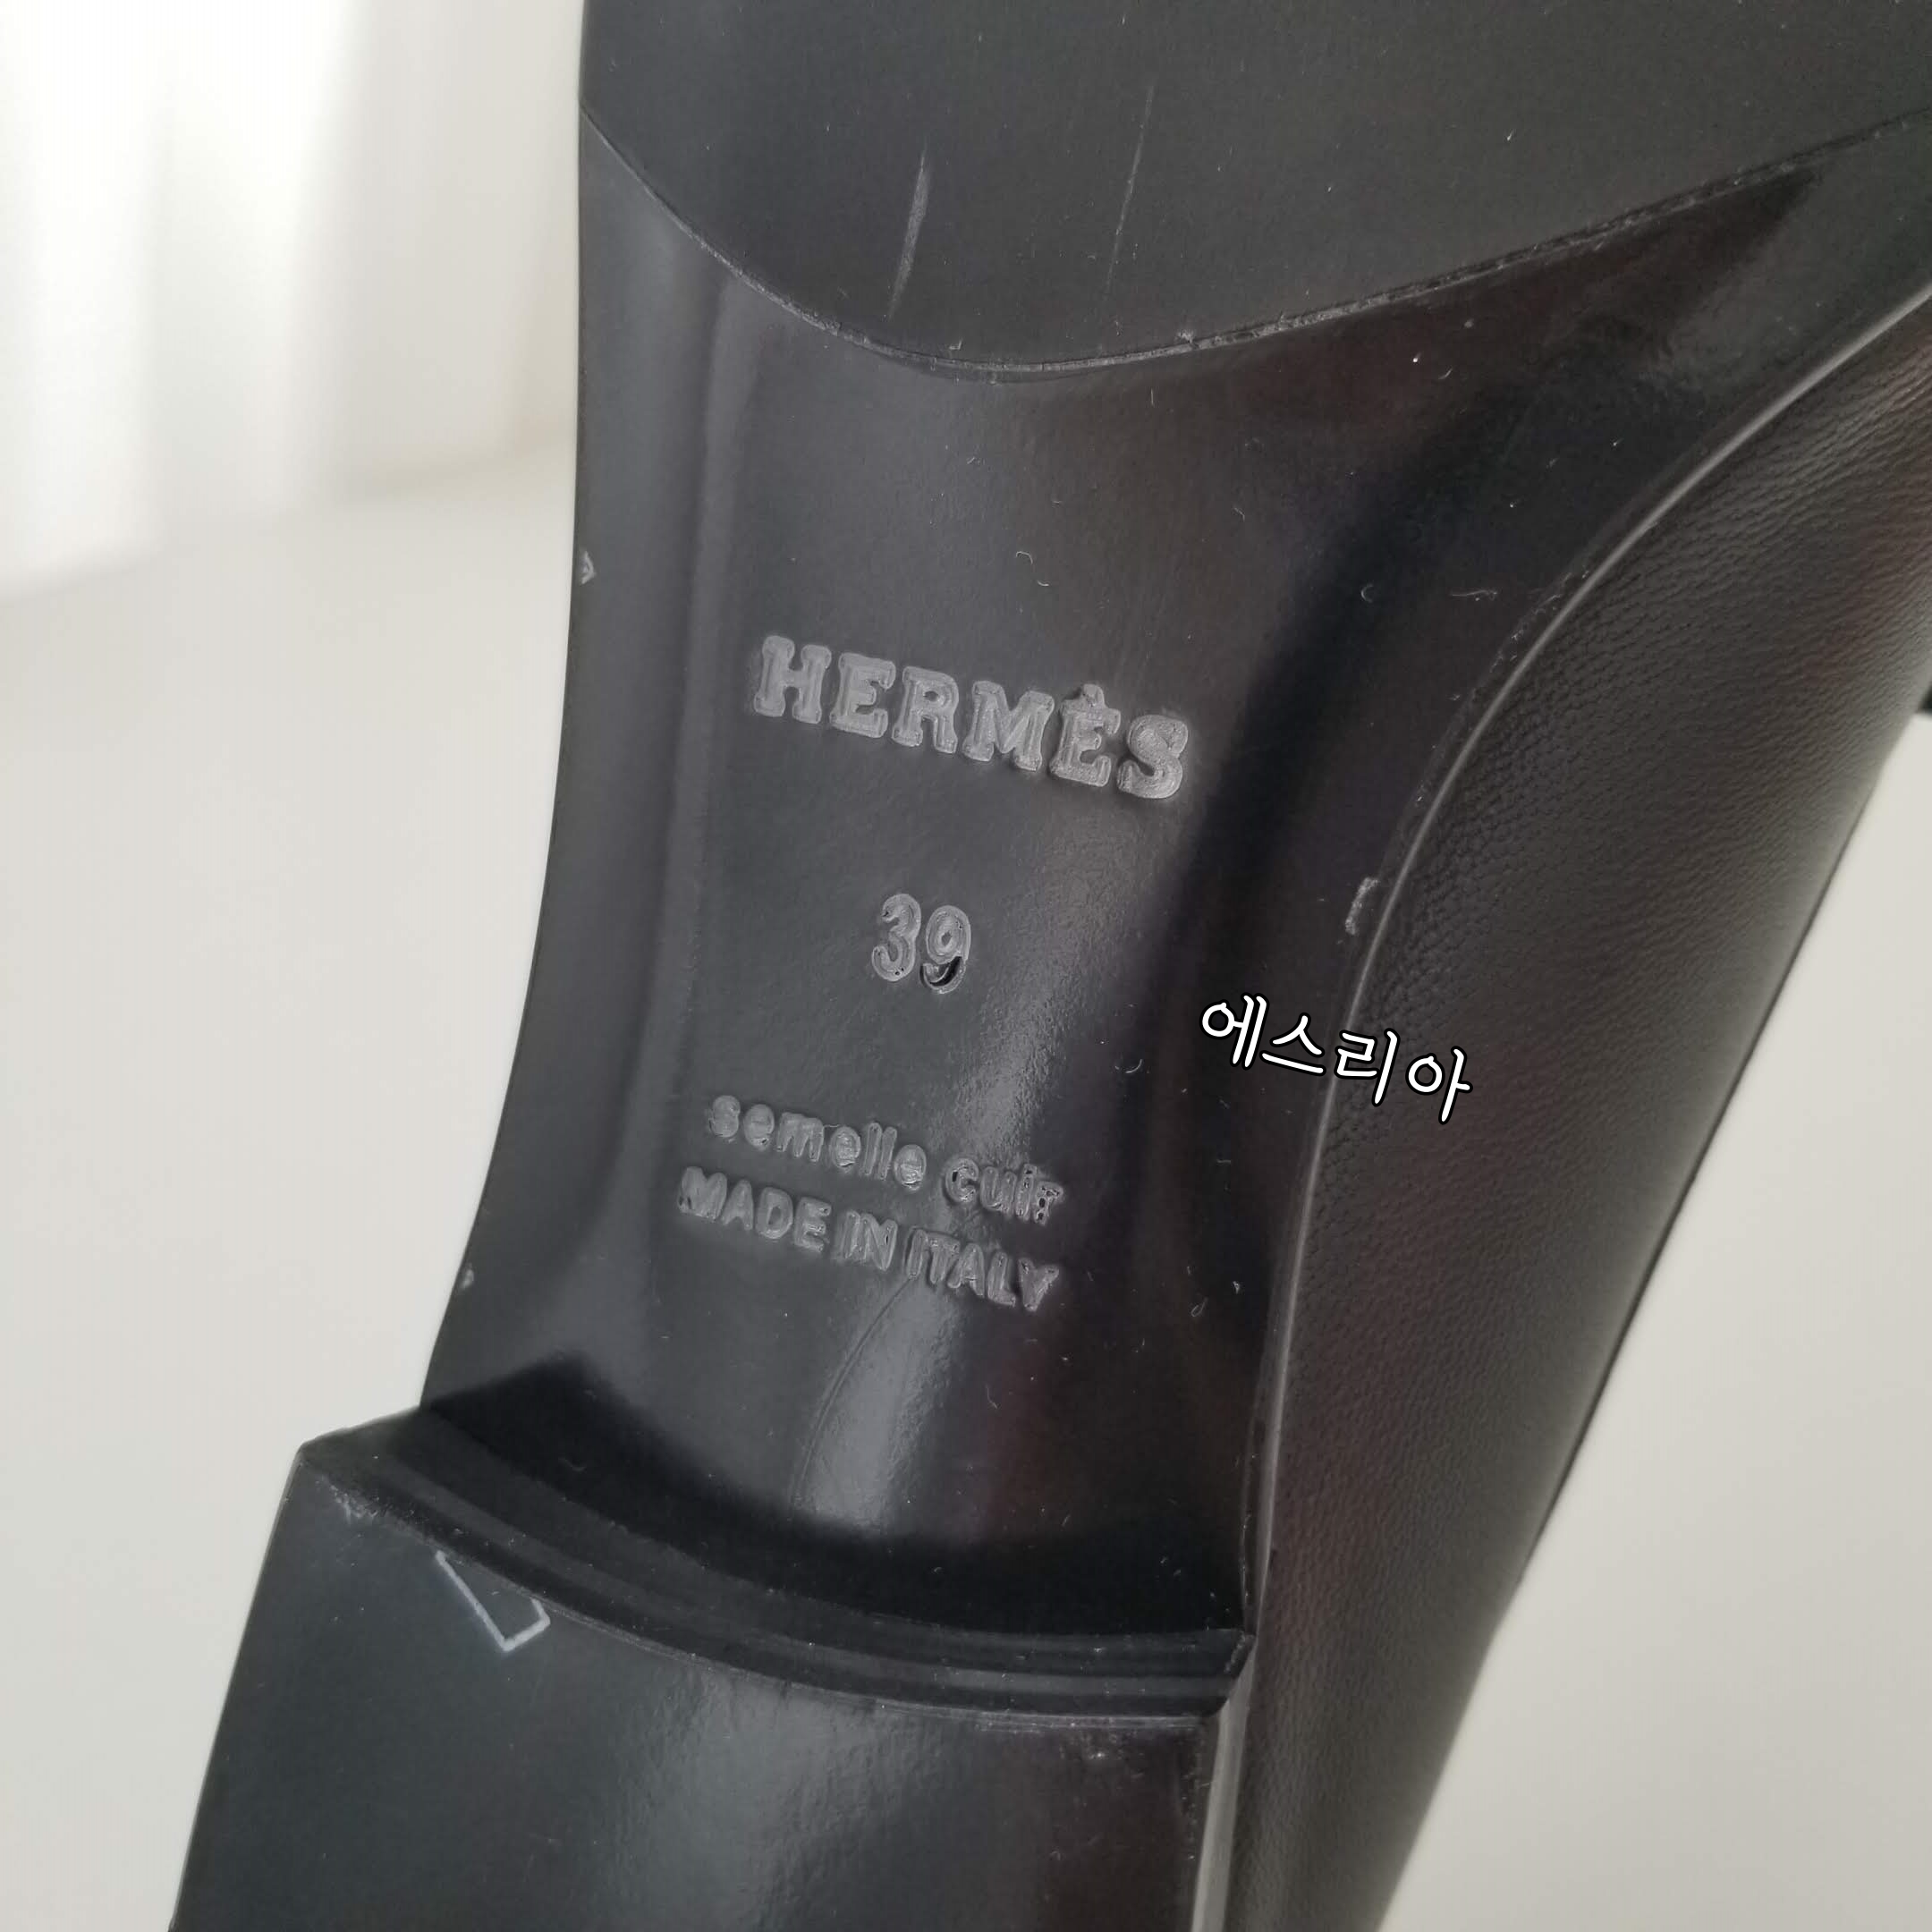 HERMÈS
39
에스리아
semelle cuir
MADE IN ITALY